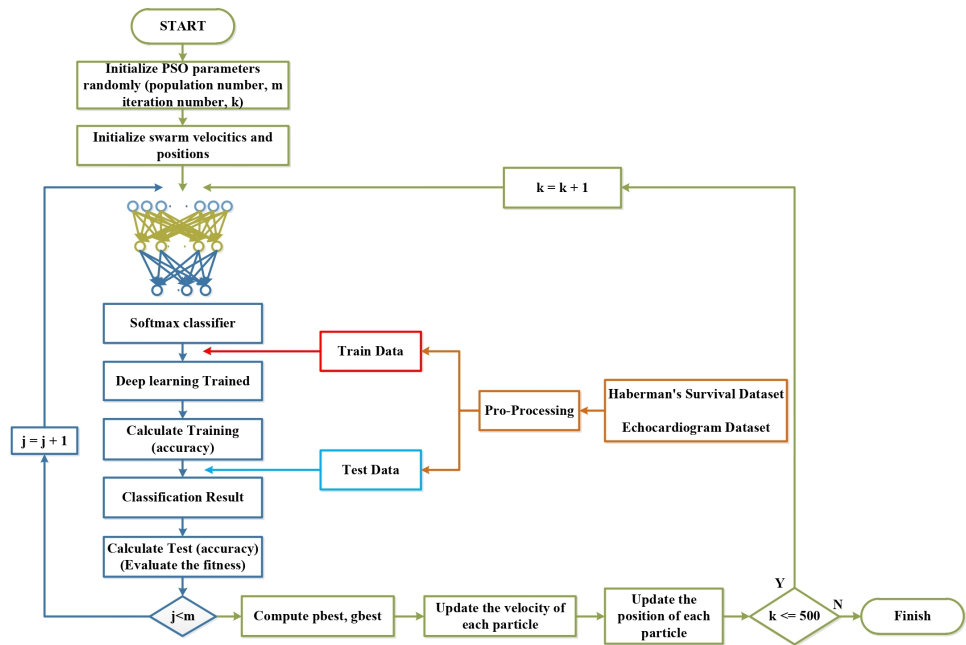 START
Initialize PSO parameters
randomly (population number, m
iteration number, k)
Initialize swarm velocitics and
positions
k = k + 1
Softmax classifier
Train Data
Deep learning Trained
Haberman's Survival Dataset
Echocardiogram Dataset
Pro-Processing
j = j + 1
Calculate Training
(accuracy)
Test Data
Classification Result
Calculate Test (accuracy)
(Evaluate the fitness)
j<m
Compute pbest, gbest
Update the velocity of
each particle
Update the
position of each
particle
Y
k <= 500
N
Finish